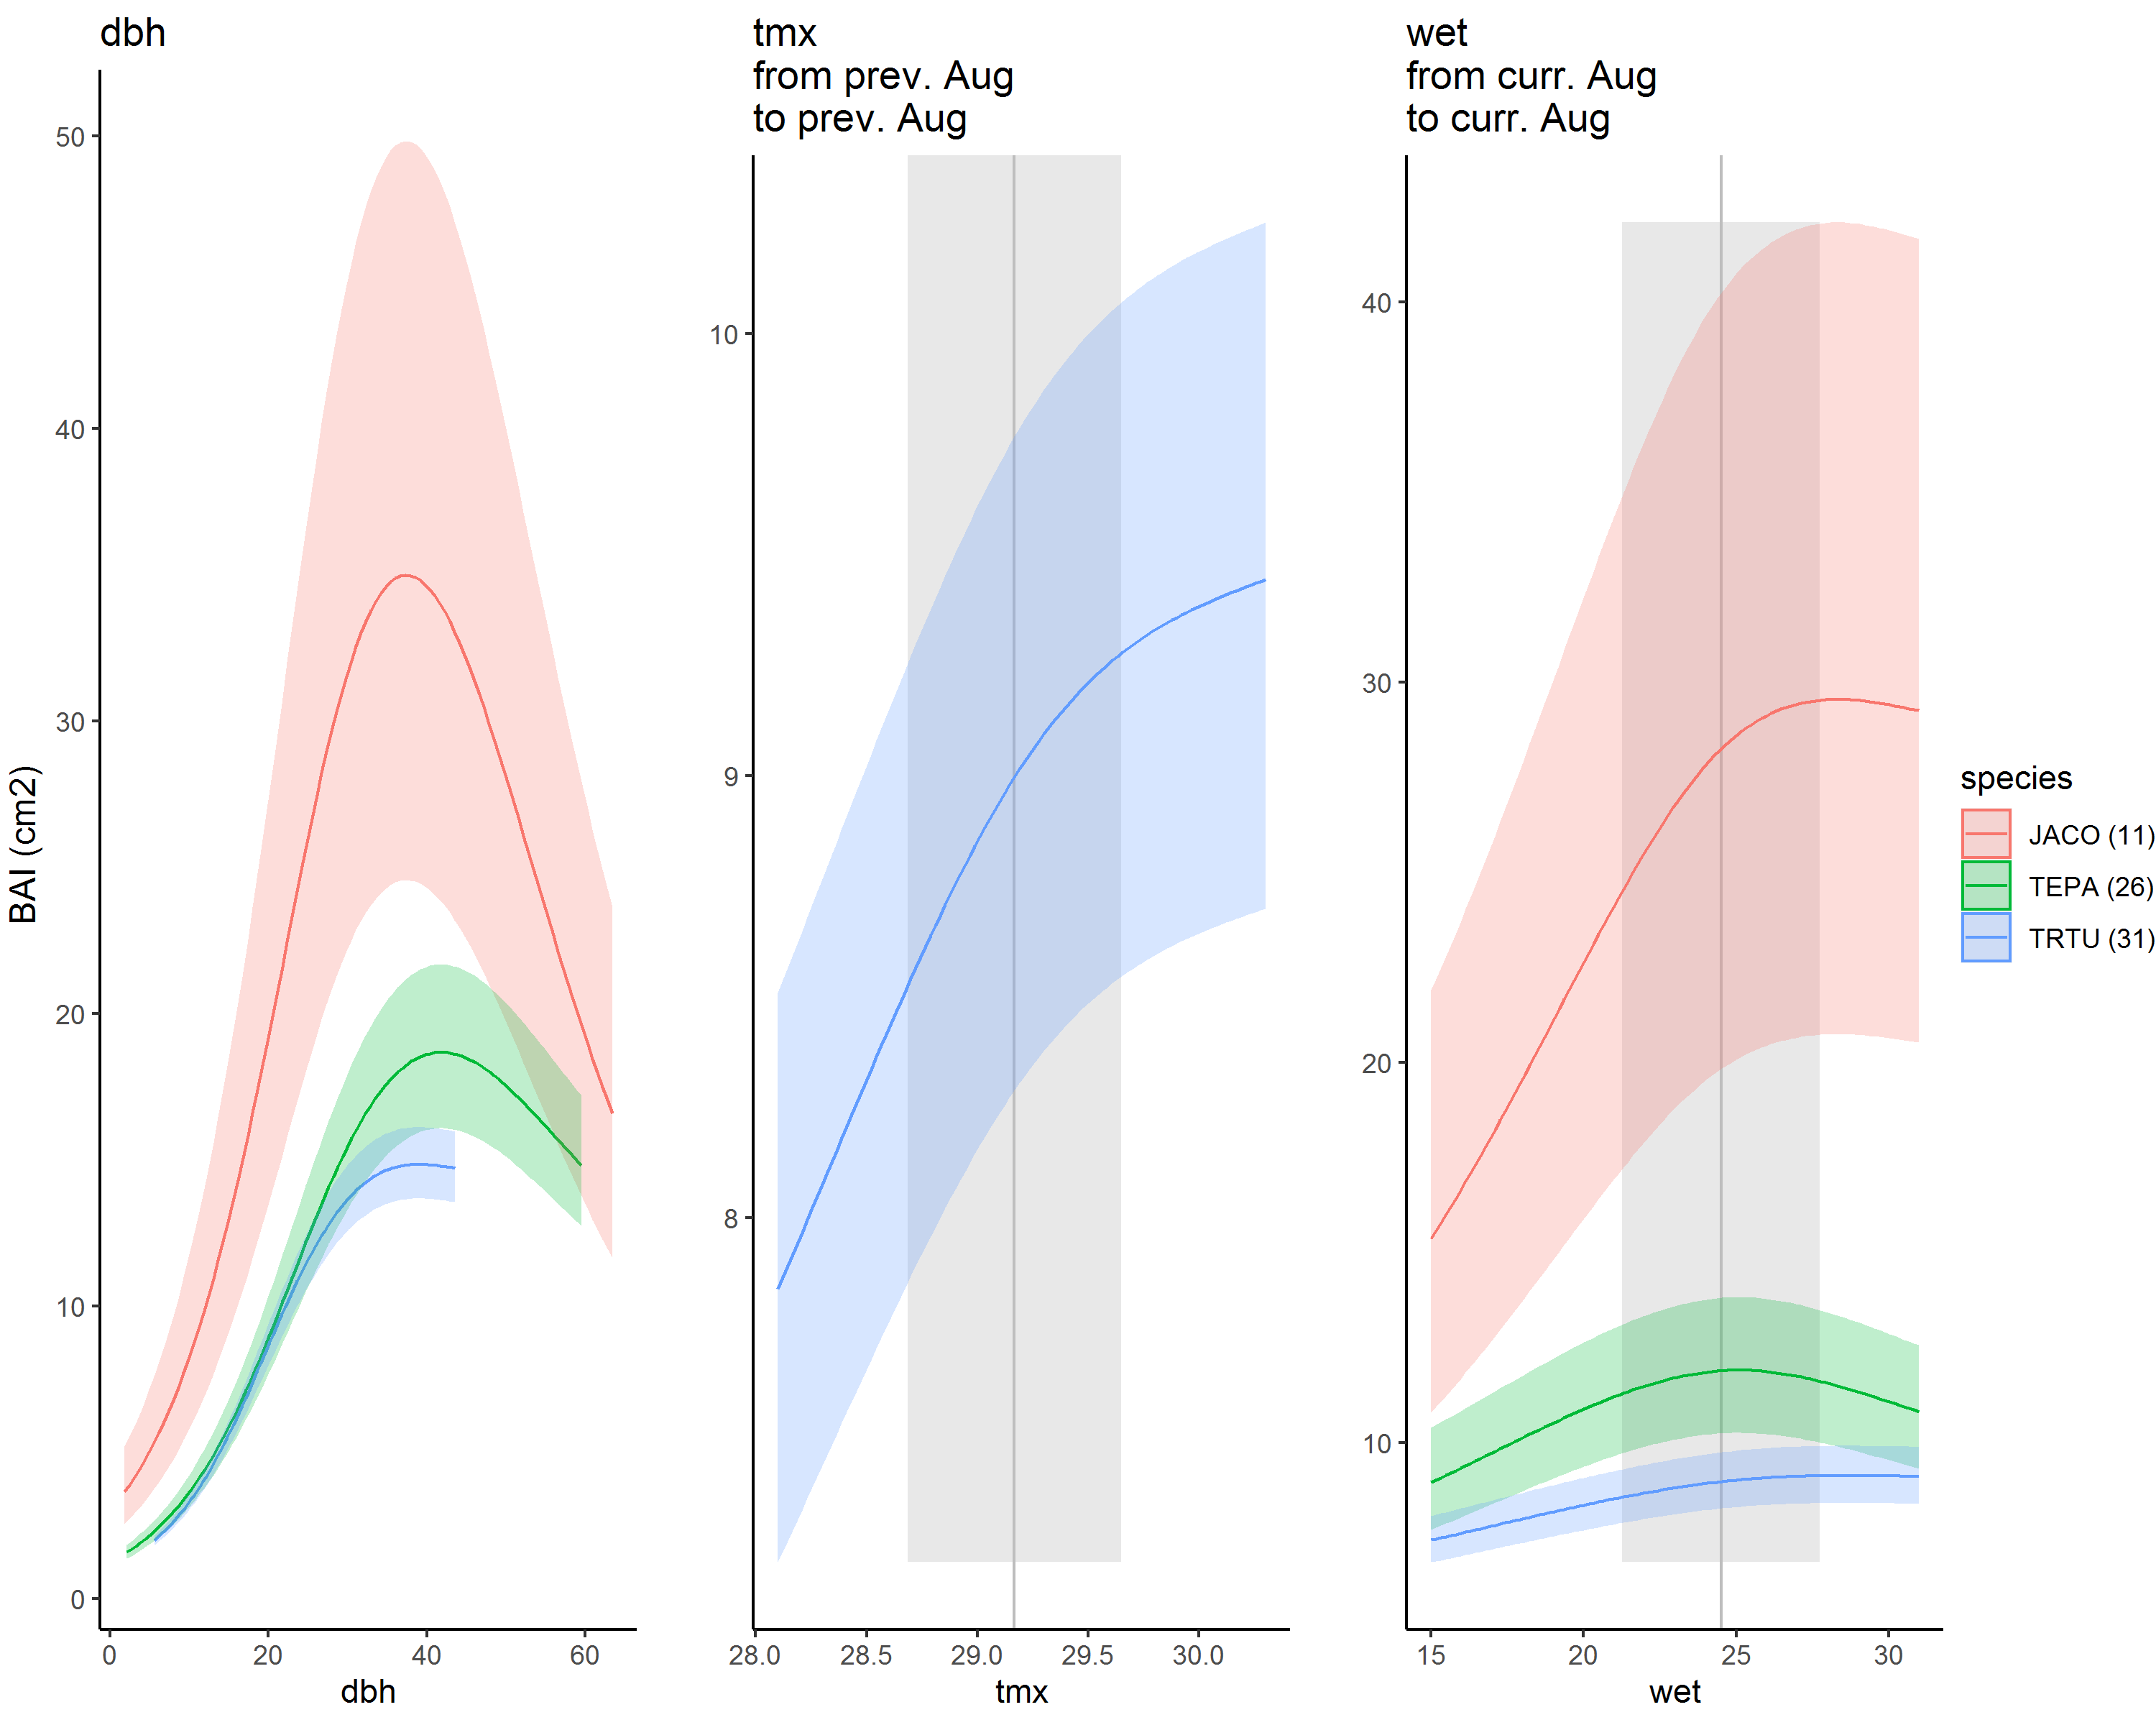 dbh
tmx
from prev. Aug
to prev. Aug
wet
from curr. Aug
to curr. Aug
BAI (cm2)
50
40
30
20
10
0
0 20 40 60
dbh
10
9
8
28.0 28.5 29.0 29.5 30.0
tmx
40
30
20
10
15 20 25 30
wet
species
JACO (11)
TEPA (26)
TRTU (31)